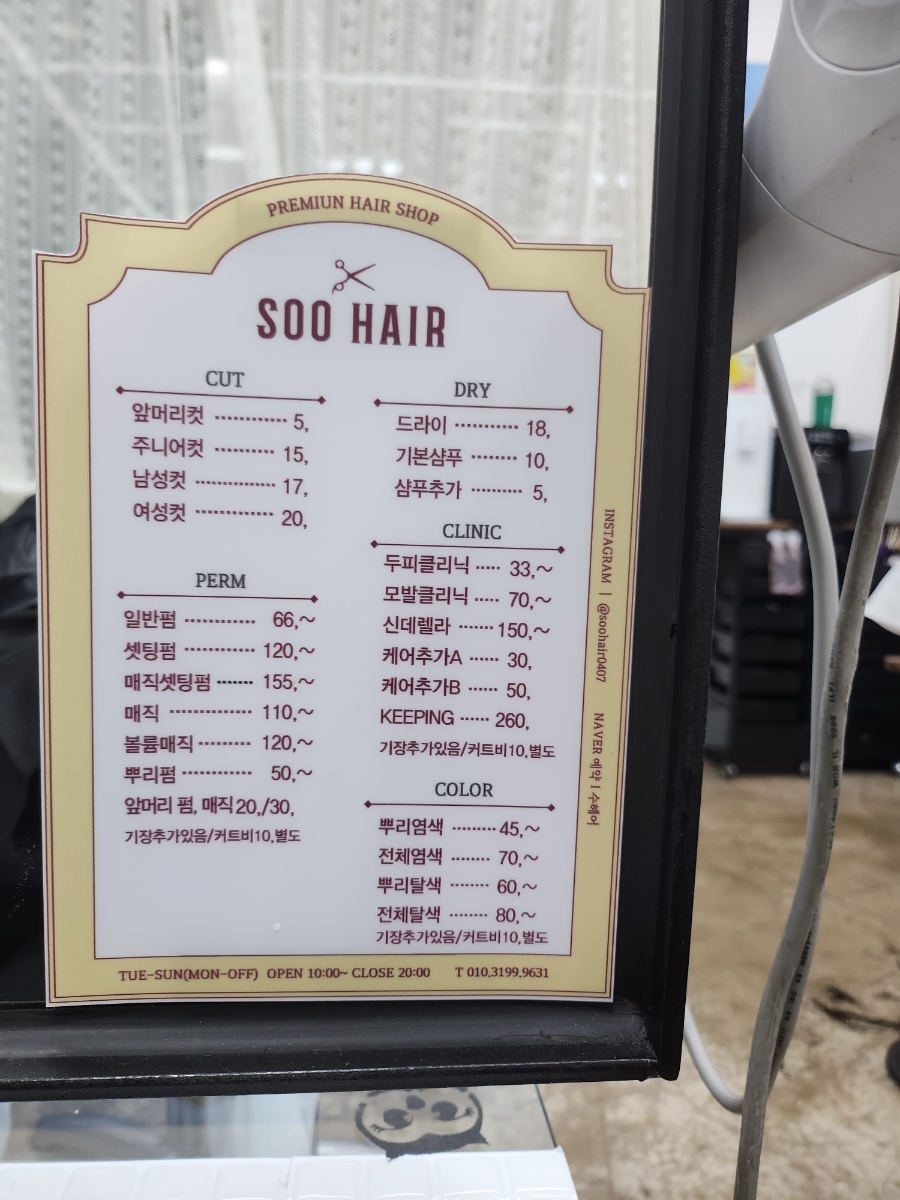 PREMIUN HAIR SHOP
SOO HAIR
CUT
앞머리컷 ············ 5,
주니어컷 ·········· 15,
남성컷 ············· 17,
여성컷 ············· 20,
PERM
일반펌 ············ 66,~
셋팅펌 ··········· 120,~
매직셋팅펌 ······· 155,~
매직 ·············· 110,~
볼륨매직 ·········· 120,~
뿌리펌 ············ 50,~
앞머리 펌, 매직20,/30,
기장추가있음/커트비10,별도
DRY
드라이 ··········· 18,
기본샴푸 ········ 10,
샴푸추가 ········· 5,
CLINIC
두피클리닉 ····· 33,~
모발클리닉 ····· 70,~
신데렐라 ········150,~
케어추가A ······ 30,
케어추가B ······ 50,
KEEPING ······ 260,
기장추가있음/커트비10,별도
COLOR
뿌리염색 ·········45,~
전체염색 ········ 70,~
뿌리탈색 ········ 60,~
전체탈색 ········ 80,~
기장추가있음/커트비10,별도
INSTAGRAM | @soohair0407
NAVER 예약 I 수헤어
TUE-SUN(MON-OFF) OPEN 10:00~ CLOSE 20:00 T 010.3199.9631